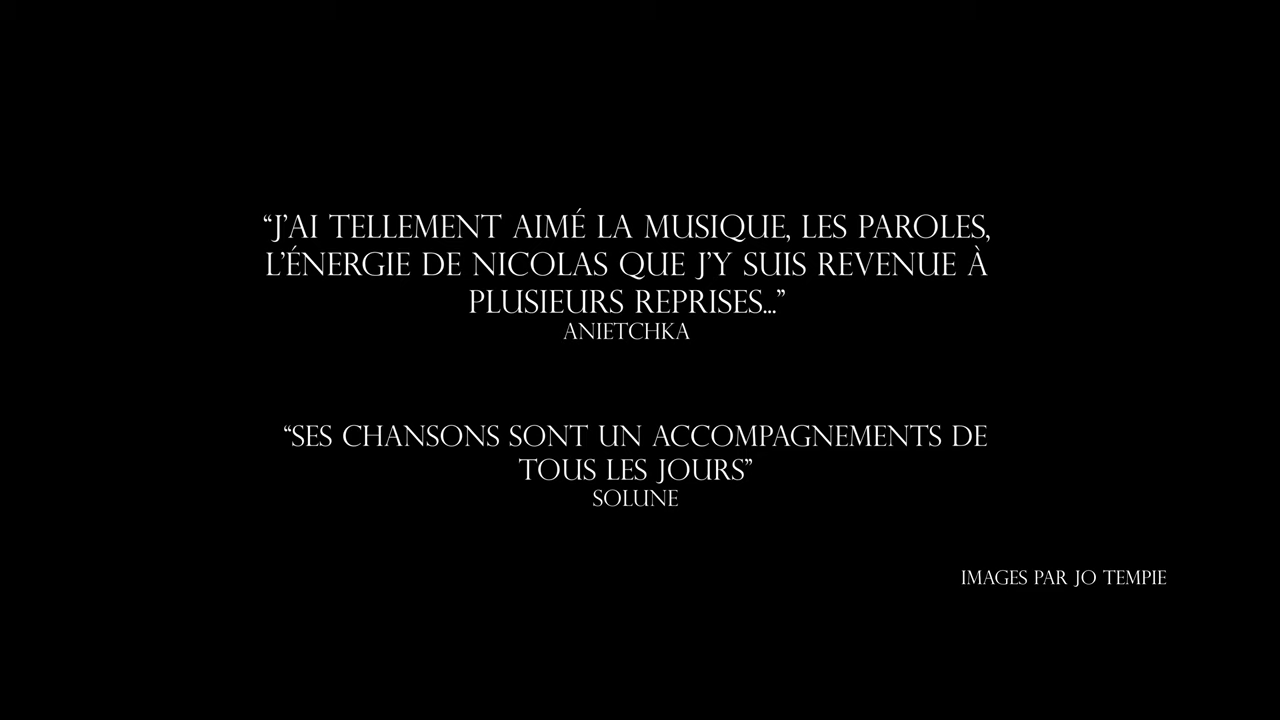 “J’AI TELLEMENT AIMÉ LA MUSIQUE, LES PAROLES,
L’ÉNERGIE DE NICOLAS QUE J’Y SUIS REVENUE À
PLUSIEURS REPRISES...”
ANIETCHKA
“SES CHANSONS SONT UN ACCOMPAGNEMENTS DE
TOUS LES JOURS”
SOLUNE
IMAGES PAR JO TEMPIE